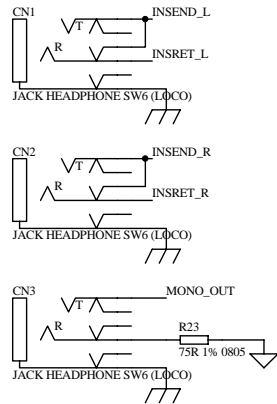 CN1
INSEND_L
T
R
INSRET_L
JACK HEADPHONE SW6 (LOCO)
CN2
INSEND_R
T
R
INSRET_R
JACK HEADPHONE SW6 (LOCO)
CN3
MONO_OUT
T
R
R23
75R 1% 0805
JACK HEADPHONE SW6 (LOCO)